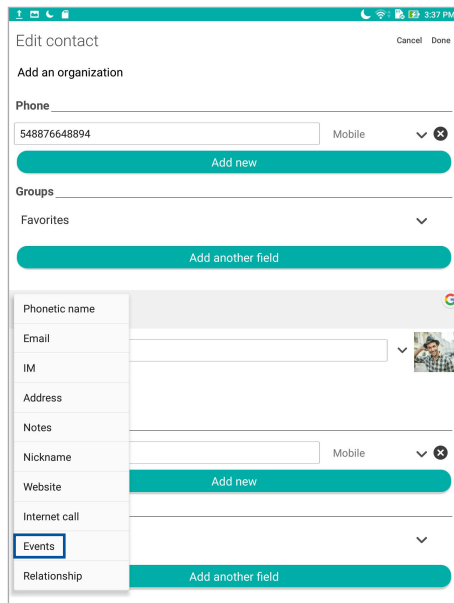 3:37 PM
Edit contact
Cancel Done
Add an organization
Phone
548876648894 Mobile
Add new
Groups
Favorites
Add another field
Phonetic name
Email
IM
Address
Notes
Nickname
Mobile
Website
Add new
Internet call
Events
Relationship
Add another field